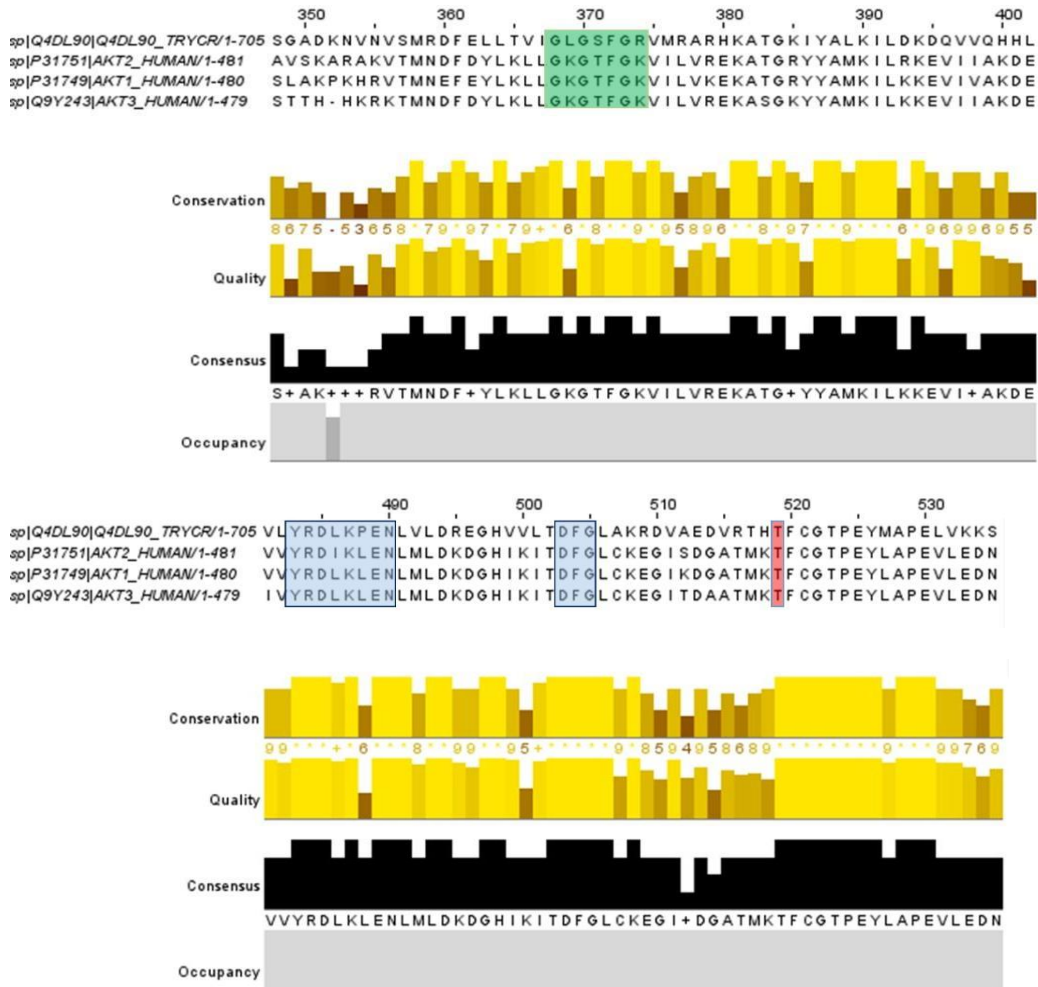 350 360 370 380 390 400
sp|Q4DL90|Q4DL90_TRYCR/1-705 SGADKNVNVSMRDFELLTVIGLGSFGRVMRARHKATGKIYALKILDKDQVVQHHL
sp|P31751|AKT2_HUMAN/1-481 AVSKARAKVTMNDFDYLKLLGKGTFGKVILVREKATGRYYAMKILRKEVIIAKDE
sp|P31749|AKT1_HUMAN/1-480 SLAKPKHRVTMNEFEYLKLLGKGTFGKVILVKEKATGRYYAMKILKKEVIVAKDE
sp|Q9Y243|AKT3_HUMAN/1-479 STTH-HKRKTMNDFDYLKLLGKGTFGKVILVREKASGKYYAMKILKKEVIIAKDE
Conservation
8675-53658*79*97*79+*6*8**9*95896**8*97**9***6*96996955
Quality
Consensus
S+AK+++RVTMNDF+YLKLLGKGTFGKVILVREKATG+YYAMKILKKEVI+AKDE
Occupancy
490 500 510 520 530
sp|Q4DL90|Q4DL90_TRYCR/1-705 VLYRDLKPENLVLDREGHVVLTDFGLAKRDVAEDVRTHTFCGTPEYMAPELVKKS
sp|P31751|AKT2_HUMAN/1-481 VVYRDIKLENLMLDKDGHIKITDFGLCKEGISDGATMKTFCGTPEYLAPEVLEDN
sp|P31749|AKT1_HUMAN/1-480 VVYRDLKLENLMLDKDGHIKITDFGLCKEGIKDGATMKTFCGTPEYLAPEVLEDN
sp|Q9Y243|AKT3_HUMAN/1-479 IVYRDLKLENLMLDKDGHIKITDFGLCKEGITDAATMKTFCGTPEYLAPEVLEDN
Conservation
99***+*6***8**99**95+*****9*8594958689********9***99769
Quality
Consensus
VVYRDLKLENLMLDKDGHIKITDFGLCKEGI+DGATMKTFCGTPEYLAPEVLEDN
Occupancy